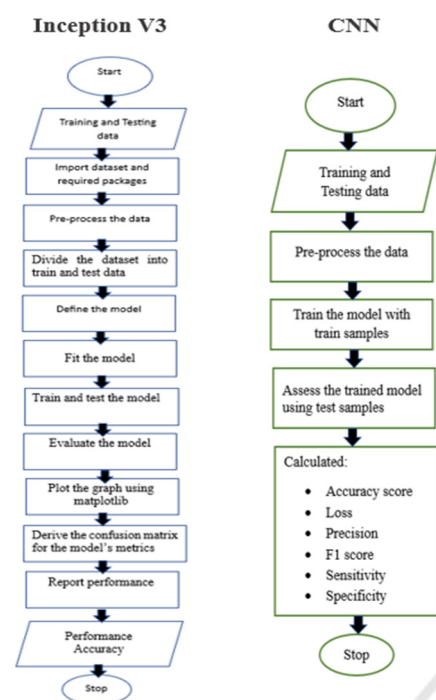 Inception V3
Start
Training and Testing
data
Import dataset and
required packages
Pre-process the data
Divide the dataset into
train and test data
Define the model
Fit the model
Train and test the model
Evaluate the model
Plot the graph using
matplotlib
Derive the confusion matrix
for the model's metrics
Report performance
Performance
Accuracy
Stop
CNN
Start
Training and
Testing data
Pre-process the data
Train the model with
train samples
Assess the trained model
using test samples
Calculated:
• Accuracy score
• Loss
• Precision
• F1 score
• Sensitivity
• Specificity
Stop